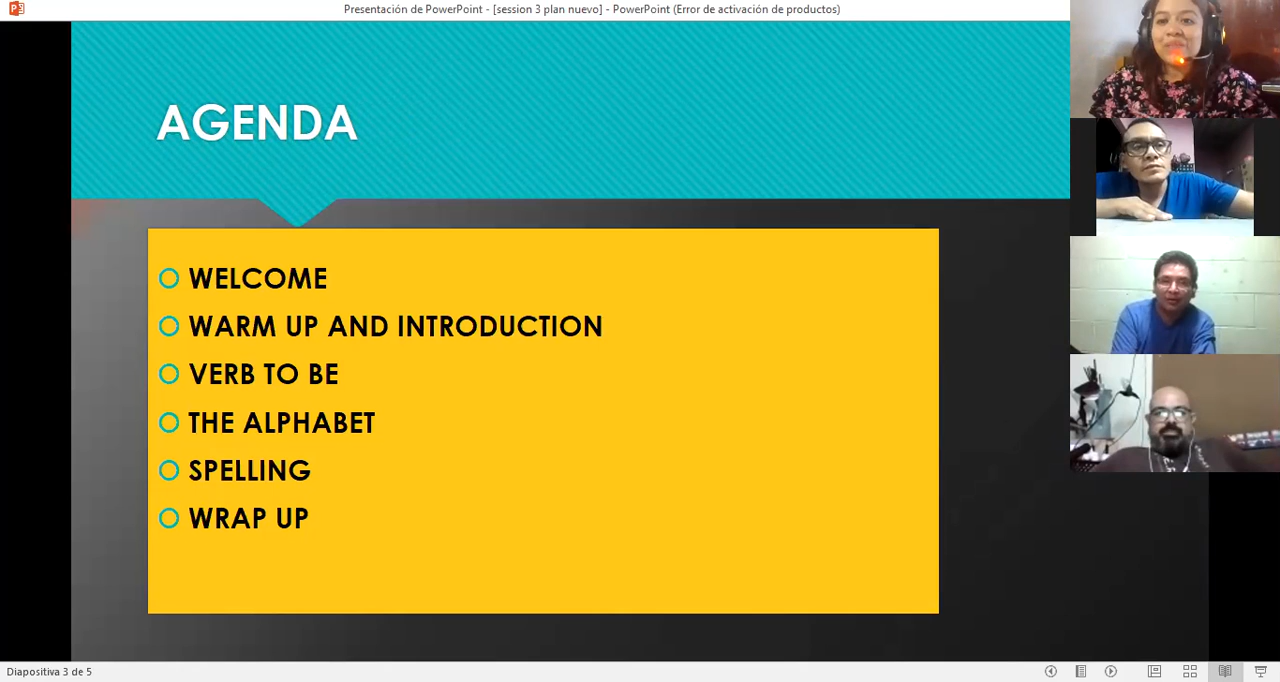 Presentación de PowerPoint - [session 3 plan nuevo] - PowerPoint (Error de activación de productos)
AGENDA
WELCOME
WARM UP AND INTRODUCTION
VERB TO BE
THE ALPHABET
SPELLING
WRAP UP
Diapositiva 3 de 5